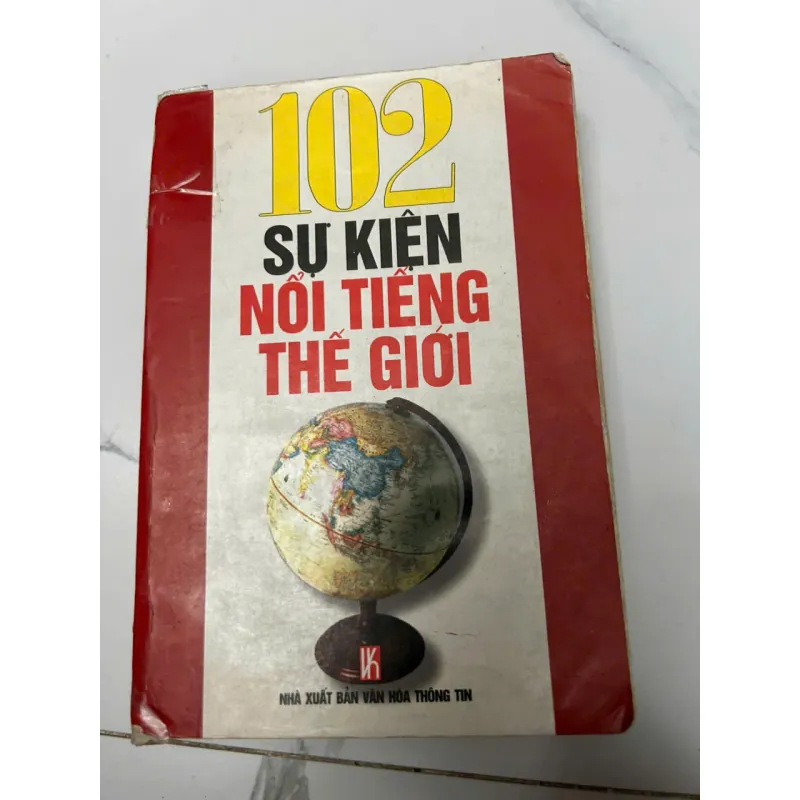 102
SỰ KIỆN
NỔI TIẾNG
THẾ GIỚI
NHÀ XUẤT BẢN VĂN HÓA THÔNG TIN